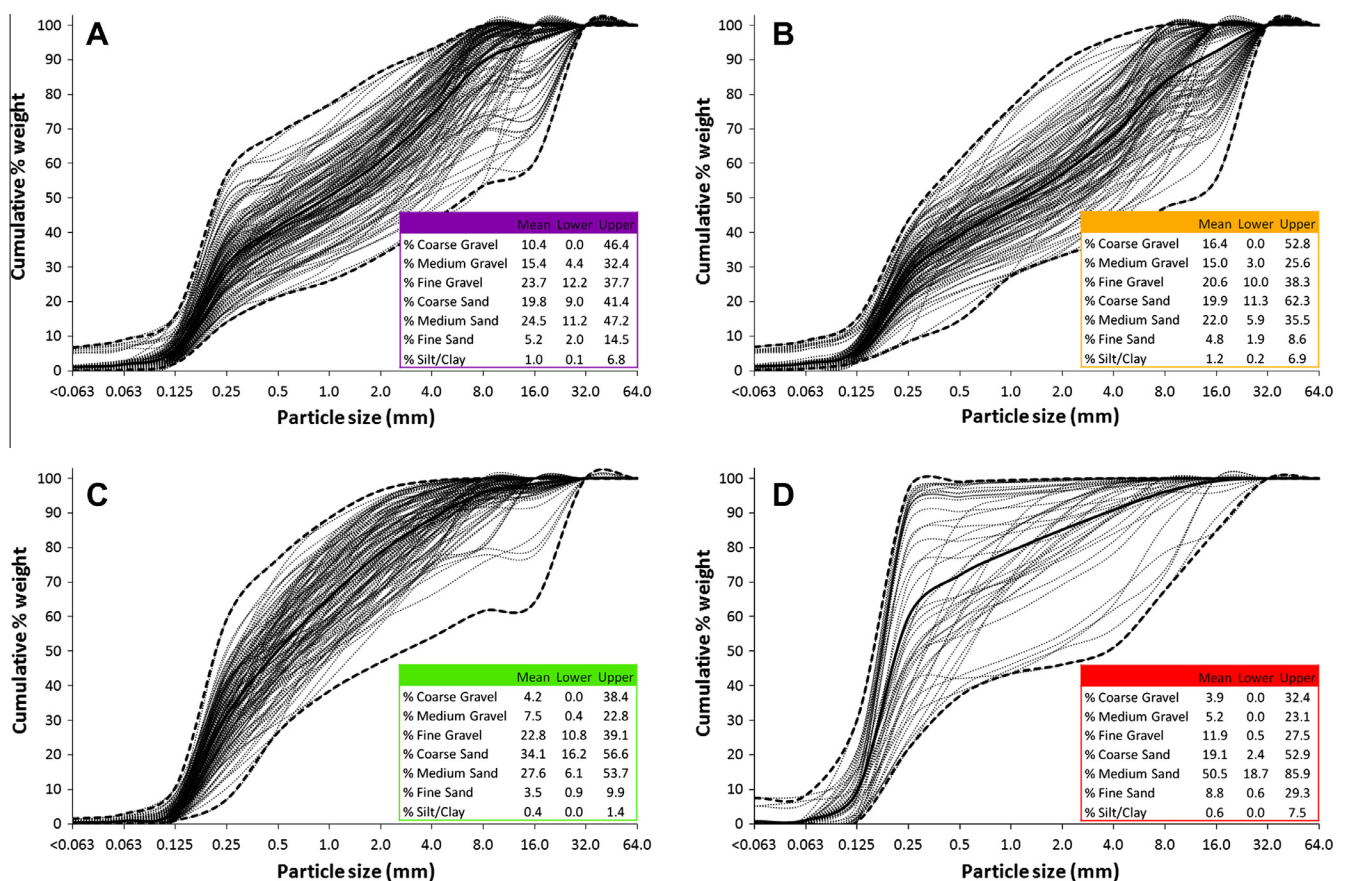 A
Cumulative % weight
100
90
80
70
60
50
40
30
20
10
0
<0.063 0.063 0.125 0.25 0.5 1.0 2.0 4.0 8.0 16.0 32.0 64.0
Particle size (mm)
Mean Lower Upper
% Coarse Gravel 10.4 0.0 46.4
% Medium Gravel 15.4 4.4 32.4
% Fine Gravel 23.7 12.2 37.7
% Coarse Sand 19.8 9.0 41.4
% Medium Sand 24.5 11.2 47.2
% Fine Sand 5.2 2.0 14.5
% Silt/Clay 1.0 0.1 6.8
B
Cumulative % weight
100
90
80
70
60
50
40
30
20
10
0
<0.063 0.063 0.125 0.25 0.5 1.0 2.0 4.0 8.0 16.0 32.0 64.0
Particle size (mm)
Mean Lower Upper
% Coarse Gravel 16.4 0.0 52.8
% Medium Gravel 15.0 3.0 25.6
% Fine Gravel 20.6 10.0 38.3
% Coarse Sand 19.9 11.3 62.3
% Medium Sand 22.0 5.9 35.5
% Fine Sand 4.8 1.9 8.6
% Silt/Clay 1.2 0.2 6.9
C
Cumulative % weight
100
90
80
70
60
50
40
30
20
10
0
<0.063 0.063 0.125 0.25 0.5 1.0 2.0 4.0 8.0 16.0 32.0 64.0
Particle size (mm)
Mean Lower Upper
% Coarse Gravel 4.2 0.0 38.4
% Medium Gravel 7.5 0.4 22.8
% Fine Gravel 22.8 10.8 39.1
% Coarse Sand 34.1 16.2 56.6
% Medium Sand 27.6 6.1 53.7
% Fine Sand 3.5 0.9 9.9
% Silt/Clay 0.4 0.0 1.4
D
Cumulative % weight
100
90
80
70
60
50
40
30
20
10
0
<0.063 0.063 0.125 0.25 0.5 1.0 2.0 4.0 8.0 16.0 32.0 64.0
Particle size (mm)
Mean Lower Upper
% Coarse Gravel 3.9 0.0 32.4
% Medium Gravel 5.2 0.0 23.1
% Fine Gravel 11.9 0.5 27.5
% Coarse Sand 19.1 2.4 52.9
% Medium Sand 50.5 18.7 85.9
% Fine Sand 8.8 0.6 29.3
% Silt/Clay 0.6 0.0 7.5